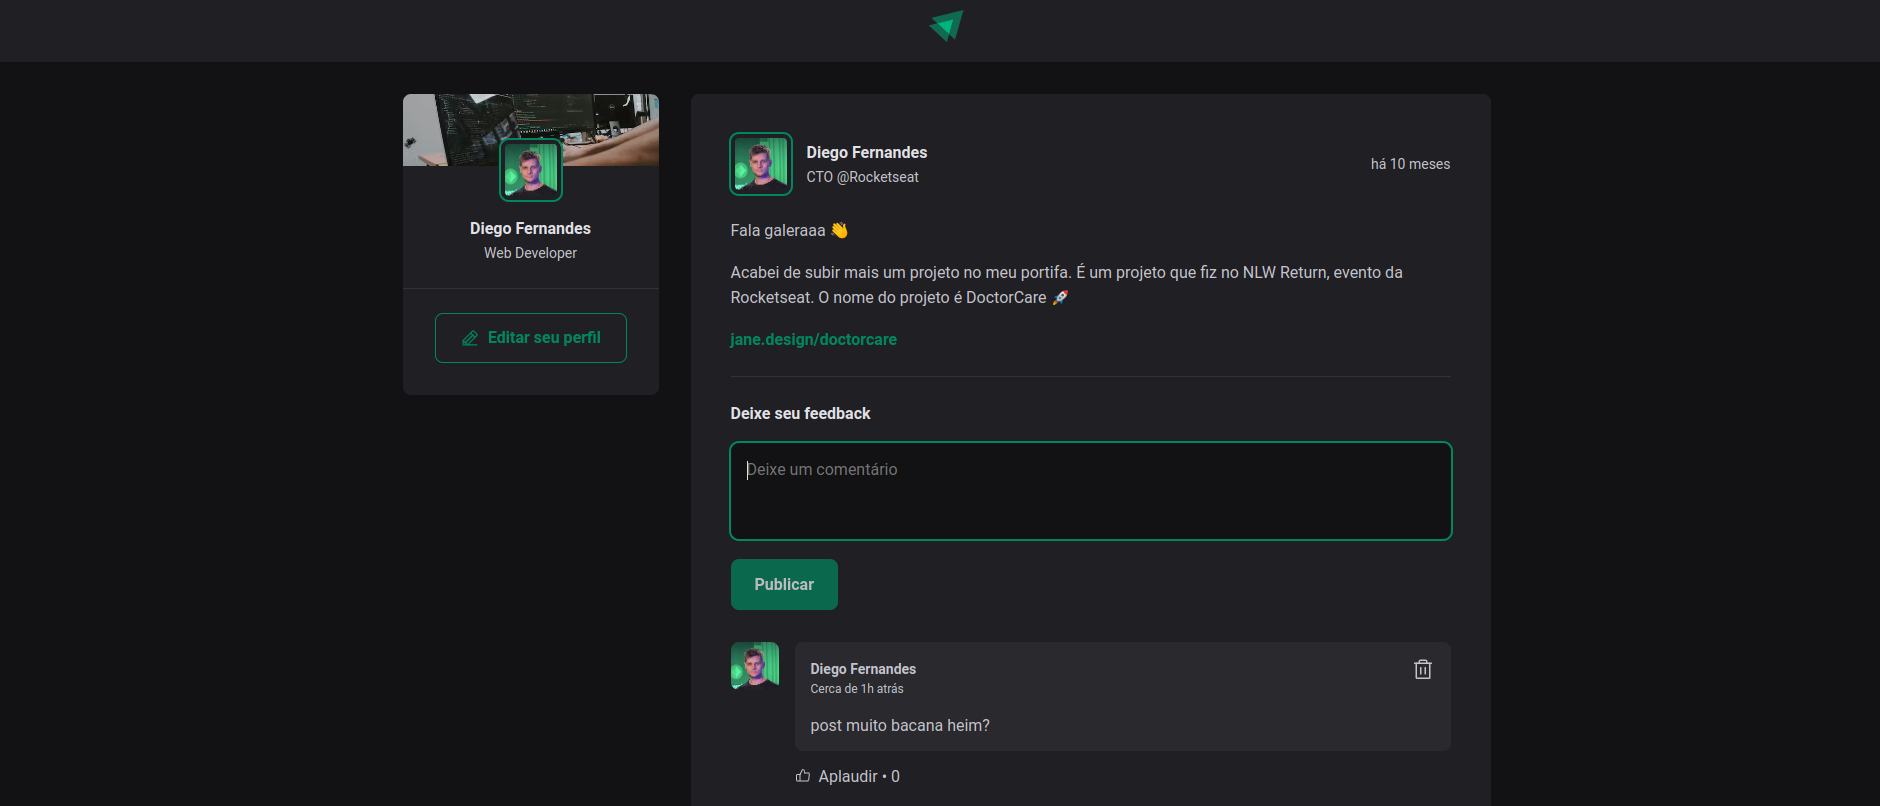 Diego Fernandes
Web Developer
Editar seu perfil
Diego Fernandes
CTO @Rocketseat
há 10 meses
Fala galeraaa 👋
Acabei de subir mais um projeto no meu portifa. É um projeto que fiz no NLW Return, evento da
Rocketseat. O nome do projeto é DoctorCare 🚀
jane.design/doctorcare
Deixe seu feedback
Deixe um comentário
Publicar
Diego Fernandes
Cerca de 1h atrás
post muito bacana heim?
Aplaudir • 0